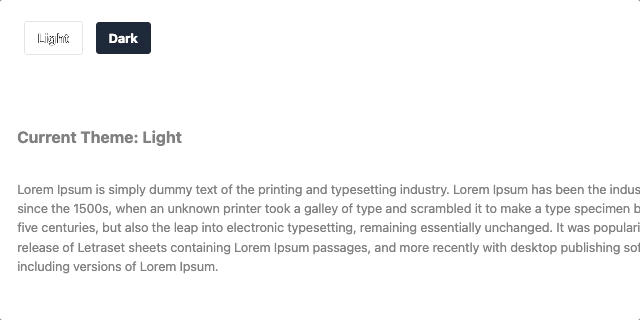 Light Dark
Current Theme: Light
Lorem Ipsum is simply dummy text of the printing and typesetting industry. Lorem Ipsum has been the indus
since the 1500s, when an unknown printer took a galley of type and scrambled it to make a type specimen b
five centuries, but also the leap into electronic typesetting, remaining essentially unchanged. It was populari
release of Letraset sheets containing Lorem Ipsum passages, and more recently with desktop publishing sof
including versions of Lorem Ipsum.